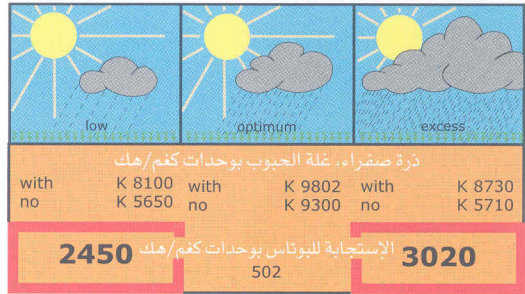 low optimum excess
ذرة صفراء، غلة الحبوب بوحدات كغم/هك
with K 8100 with K 9802 with K 8730
no K 5650 no K 9300 no K 5710
الإستجابة للبوتاس بوحدات كغم/هك
2450 502 3020